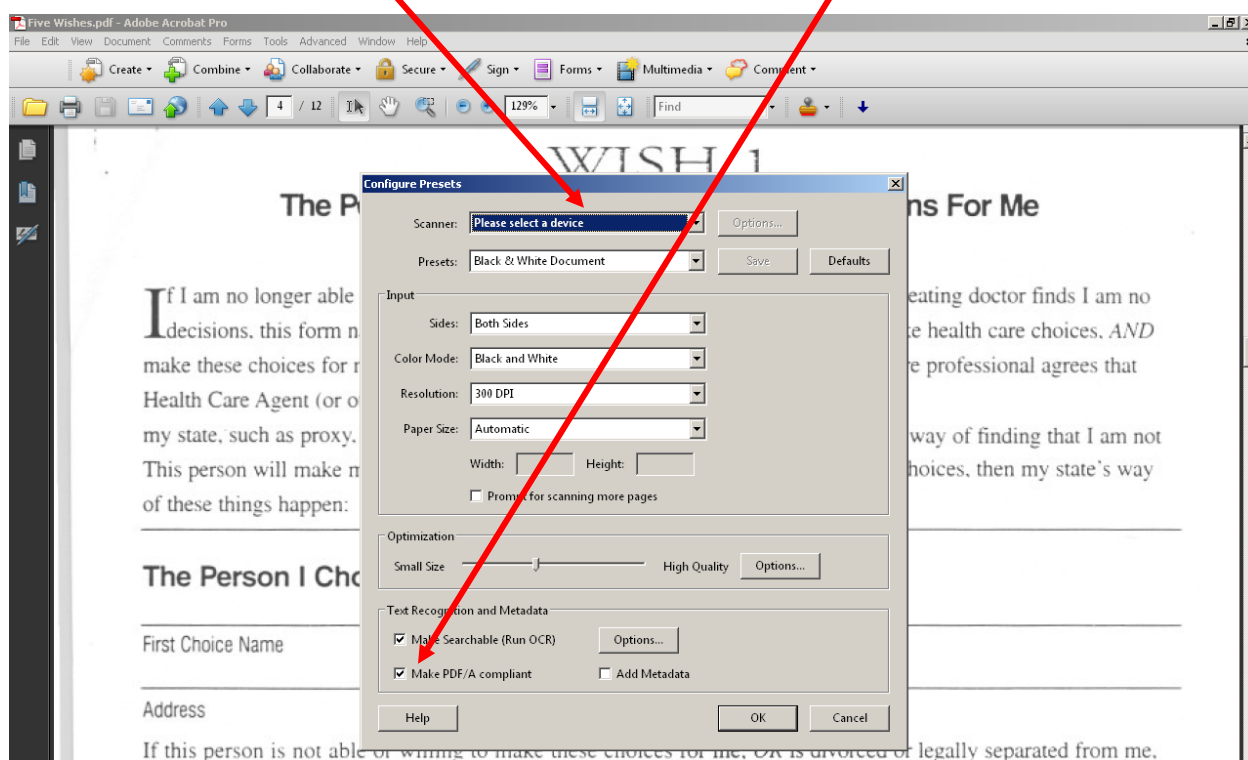 Five Wishes.pdf - Adobe Acrobat Pro
File Edit View Document Comments Forms Tools Advanced Window Help
Create Combine Collaborate Secure Sign Forms Multimedia Comment
4 / 12 129% Find
WISH 1
The P ns For Me
Configure Presets
Scanner: Please select a device Options...
Presets: Black & White Document Save Defaults
If I am no longer able eating doctor finds I am no
Input
decisions, this form health care choices, AND
Sides: Both Sides
make these choices for professional agrees that
Color Mode: Black and White
Health Care Agent (or
Resolution: 300 DPI
my state, such as proxy, way of finding that I am not
Paper Size: Automatic
This person will make hoices, then my state's way
Width: Height:
of these things happen:
Prompt for scanning more pages
Optimization
Small Size High Quality Options...
The Person I Cho
Text Recognition and Metadata
First Choice Name
Make Searchable (Run OCR) Options...
Make PDF/A compliant Add Metadata
Address
Help OK Cancel
If this person is not able or willing to make these choices for me, OR is divorced or legally separated from me,